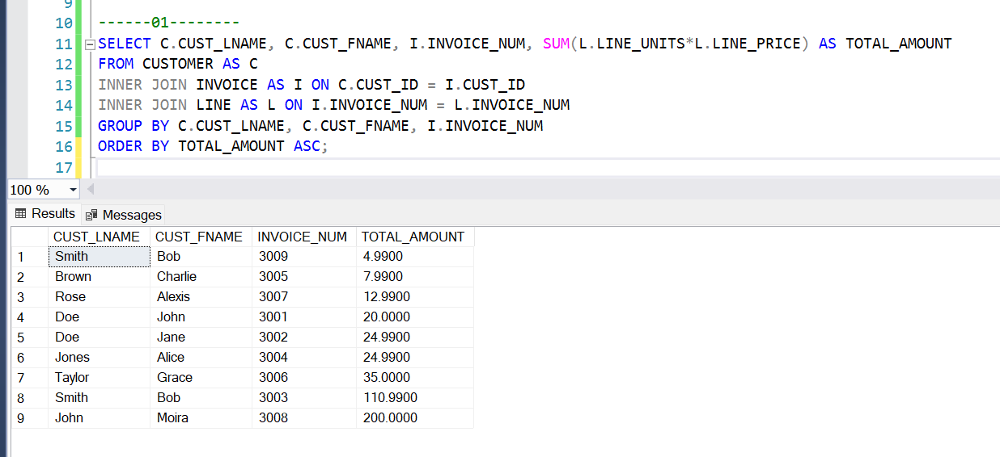 9
10 ------01--------
11 SELECT C.CUST_LNAME, C.CUST_FNAME, I.INVOICE_NUM, SUM(L.LINE_UNITS*L.LINE_PRICE) AS TOTAL_AMOUNT
12 FROM CUSTOMER AS C
13 INNER JOIN INVOICE AS I ON C.CUST_ID = I.CUST_ID
14 INNER JOIN LINE AS L ON I.INVOICE_NUM = L.INVOICE_NUM
15 GROUP BY C.CUST_LNAME, C.CUST_FNAME, I.INVOICE_NUM
16 ORDER BY TOTAL_AMOUNT ASC;
17
100 %
Results Messages
CUST_LNAME CUST_FNAME INVOICE_NUM TOTAL_AMOUNT
1 Smith Bob 3009 4.9900
2 Brown Charlie 3005 7.9900
3 Rose Alexis 3007 12.9900
4 Doe John 3001 20.0000
5 Doe Jane 3002 24.9900
6 Jones Alice 3004 24.9900
7 Taylor Grace 3006 35.0000
8 Smith Bob 3003 110.9900
9 John Moira 3008 200.0000